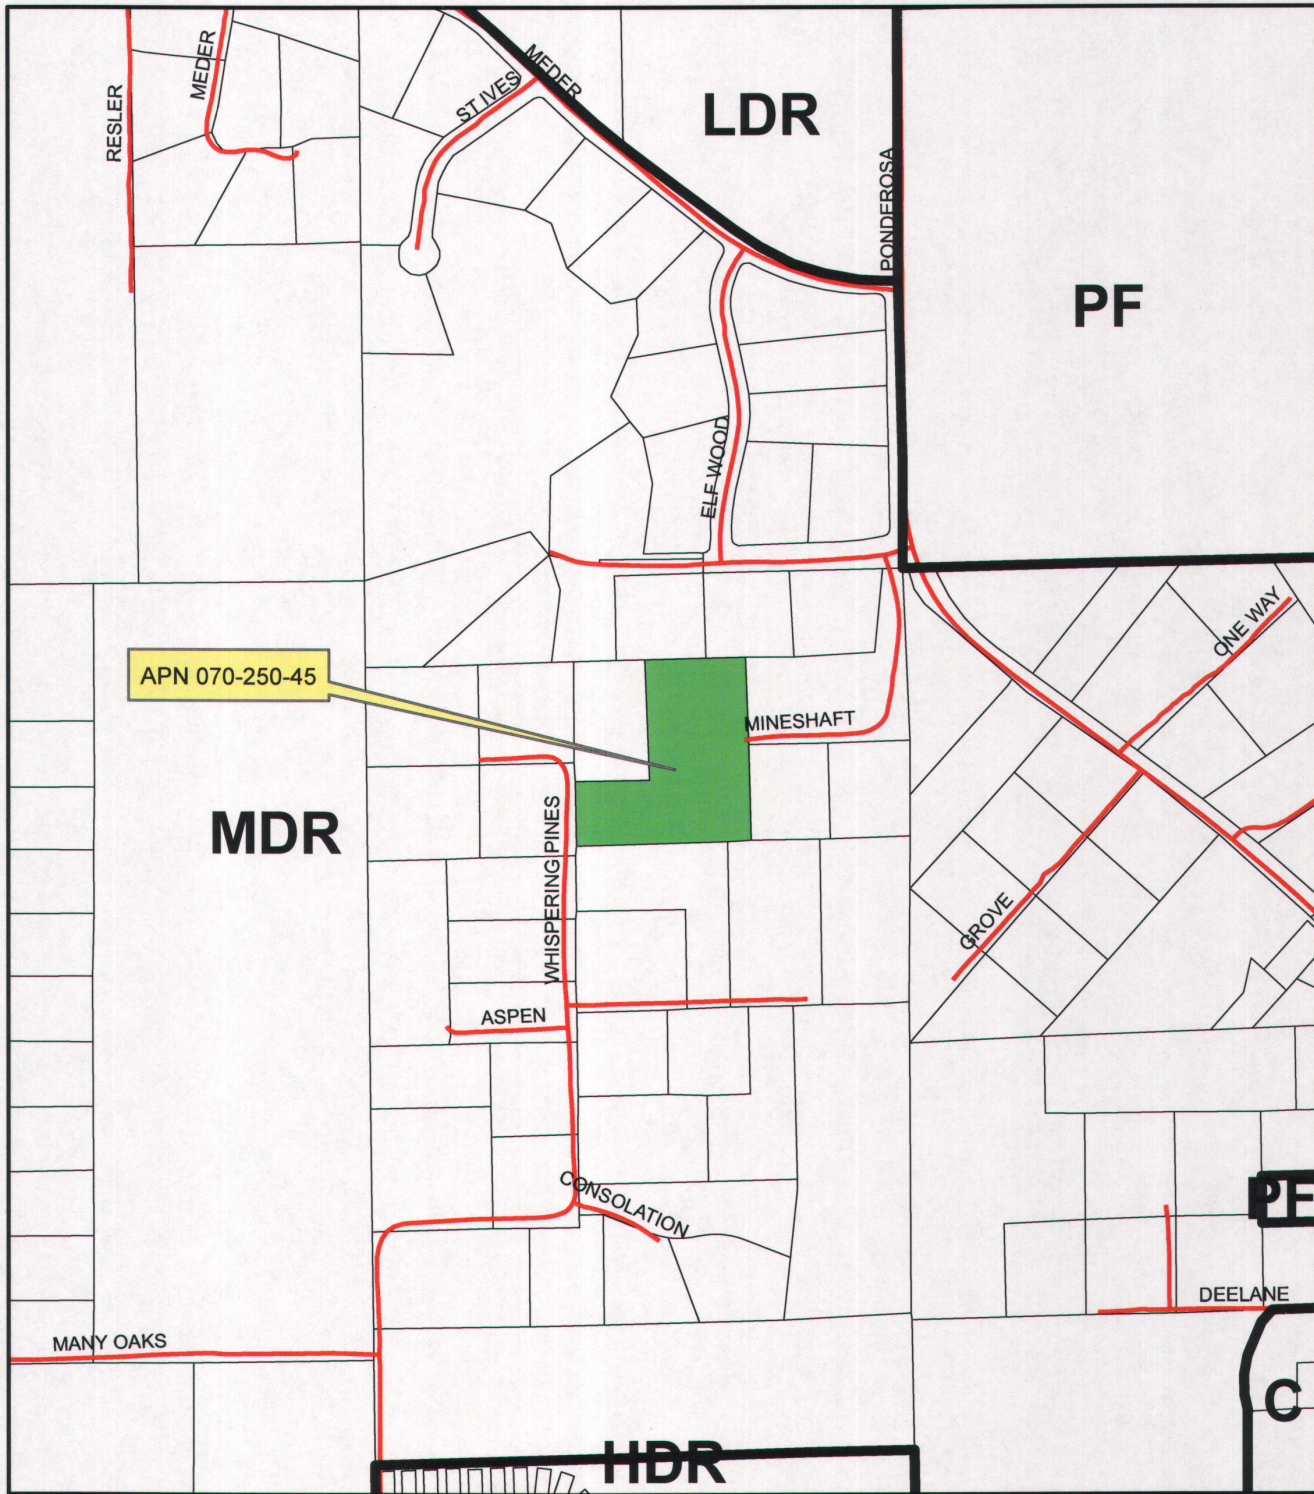 MEDER
RESLER
ST IVES
MEDER
LDR
PONDEROSA
PF
ELF WOOD
ONE WAY
APN 070-250-45
MINESHAFT
MDR
WHISPERING PINES
GROVE
ASPEN
CONSOLATION
PF
DEELANE
MANY OAKS
C
HDR